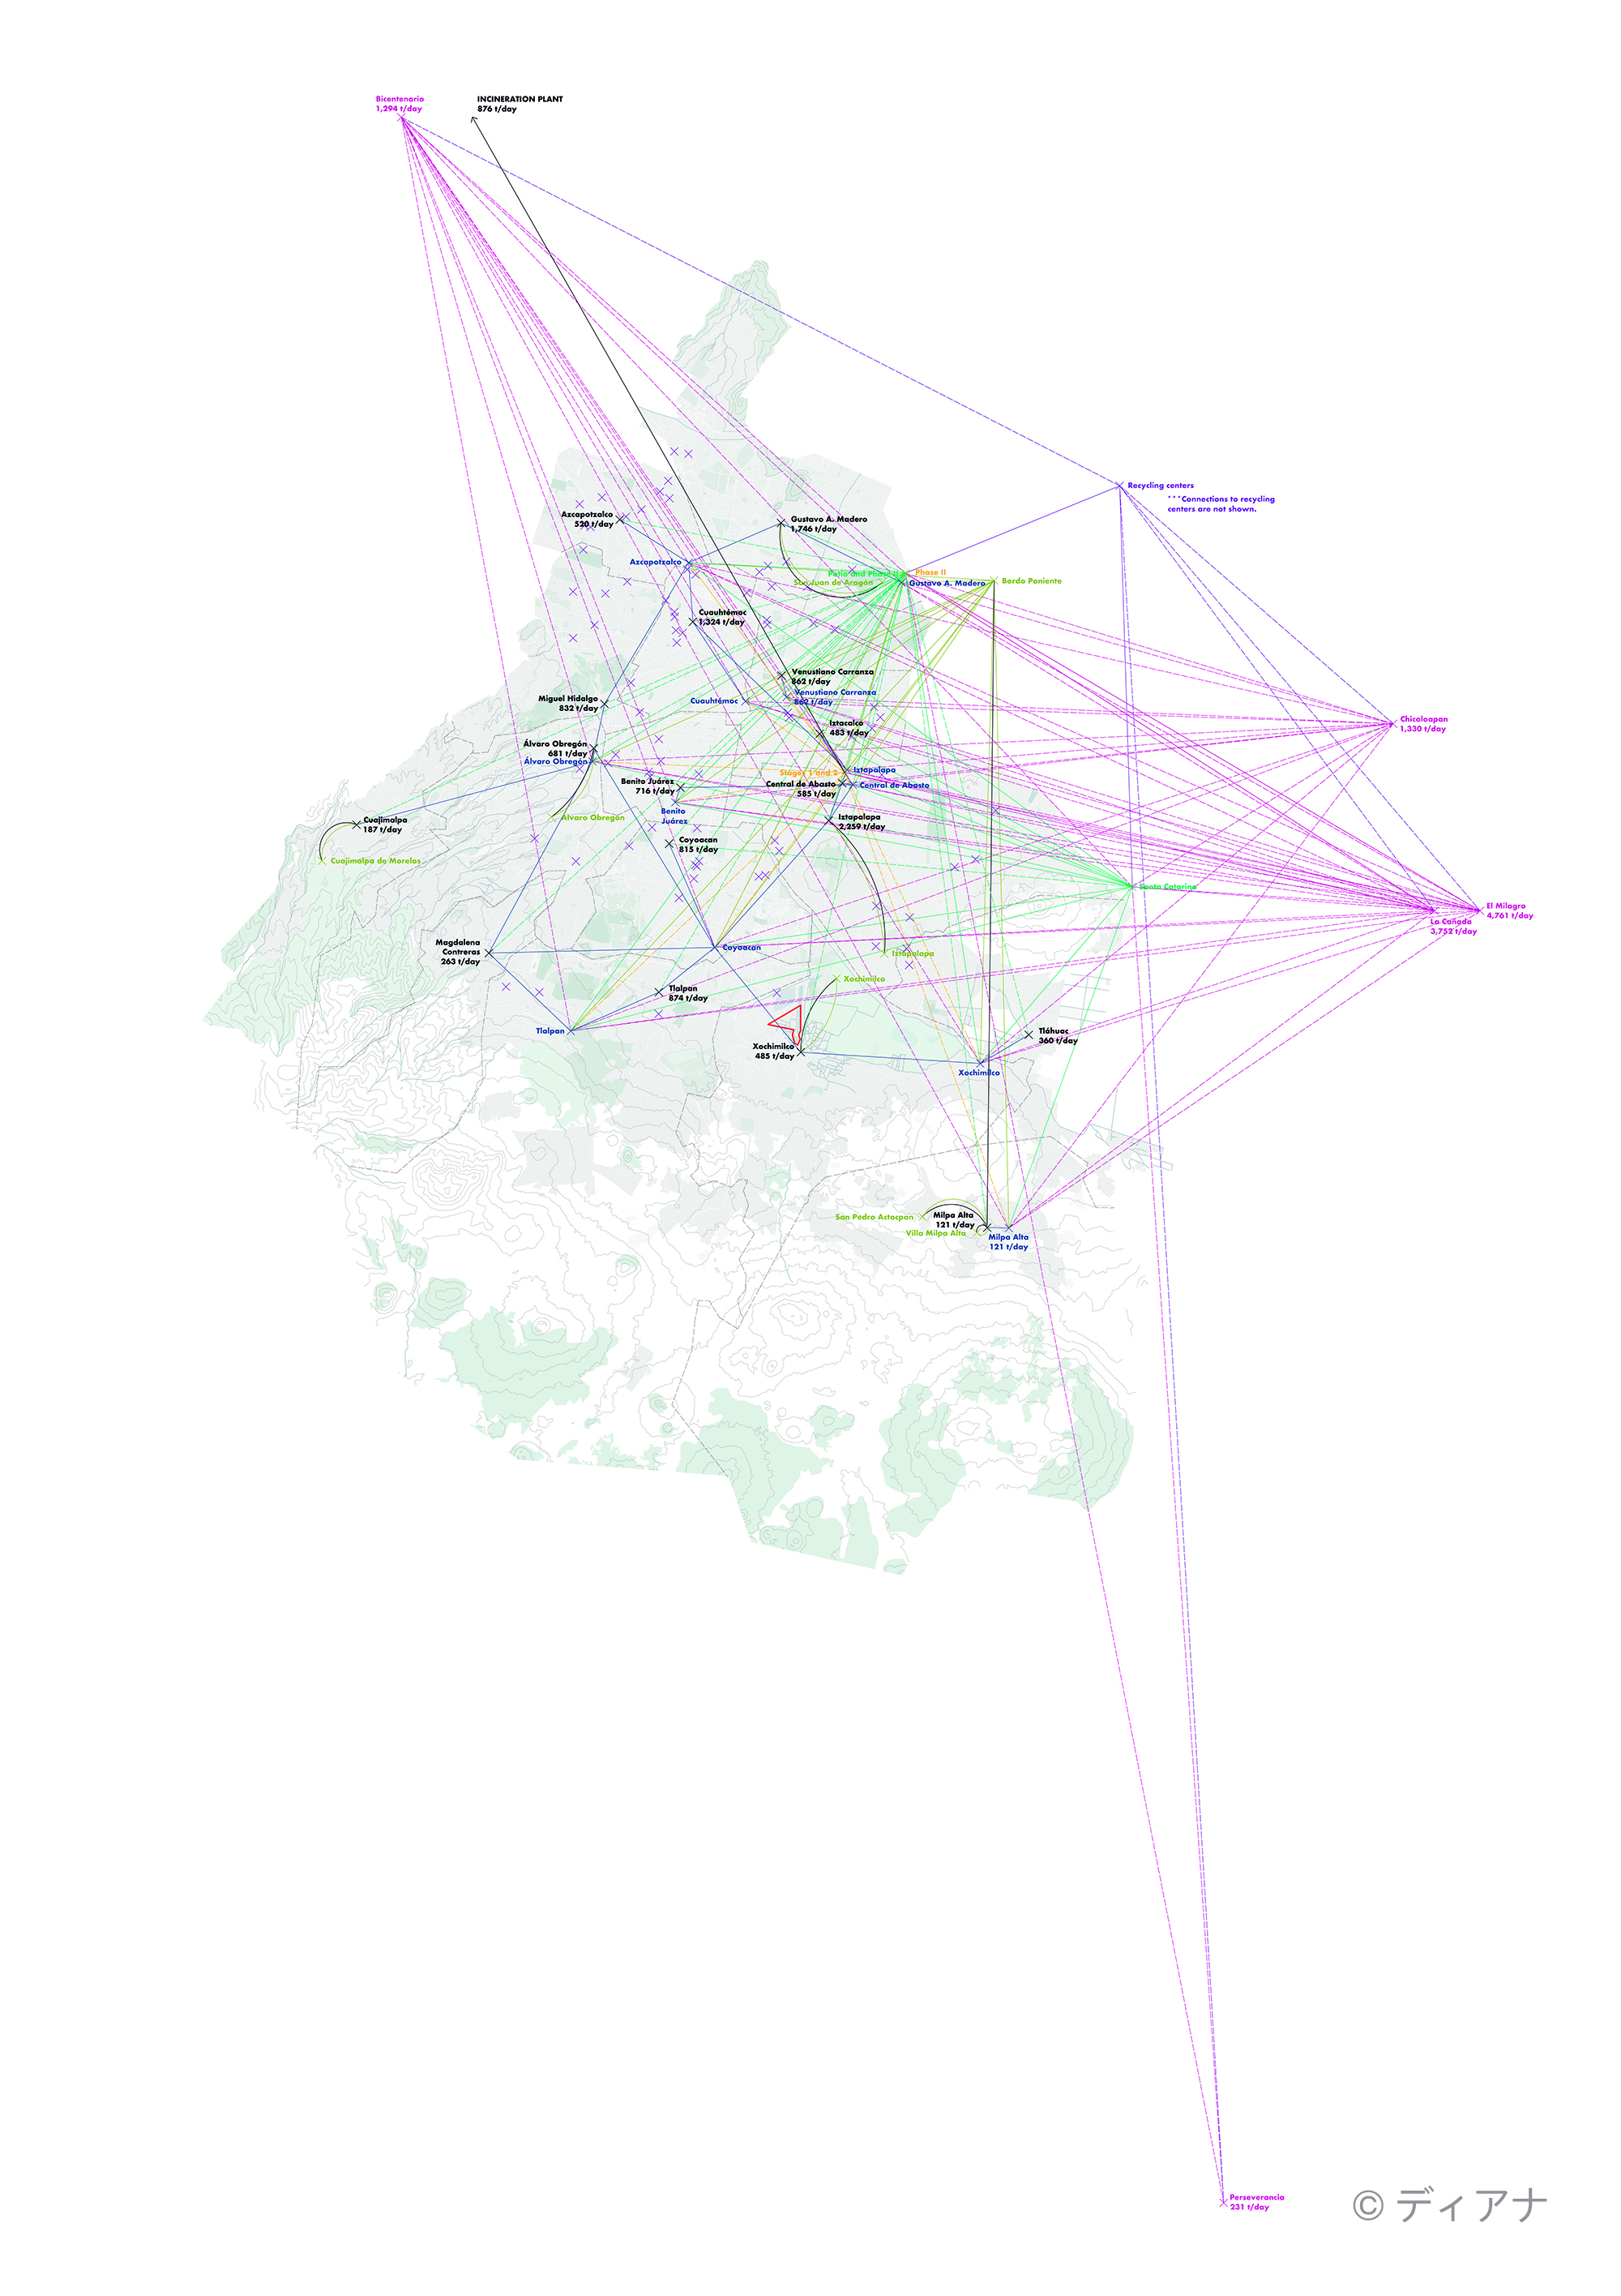 Bicentenario
1,294 t/day
INCINERATION PLANT
876 t/day
Recycling centers
***Connections to recycling
centers are not shown.
Azcapotzalco
520 t/day
Gustavo A. Madero
1,746 t/day
Azcapotzalco
Patio and Phase II
Phase II
San Juan de Aragón
Gustavo A. Madero
Bordo Poniente
Cuauhtémoc
1,324 t/day
Venustiano Carranza
862 t/day
Venustiano Carranza
862 t/day
Miguel Hidalgo
832 t/day
Cuauhtémoc
Iztacalco
483 t/day
Chicoloapan
1,330 t/day
Álvaro Obregón
681 t/day
Álvaro Obregón
Stages 1 and 2
Iztapalapa
Benito Juárez
716 t/day
Central de Abasto
585 t/day
Central de Abasto
Benito
Juárez
Álvaro Obregón
Cuajimalpa
187 t/day
Iztapalapa
2,259 t/day
Coyoacan
815 t/day
Cuajimalpa de Morelos
Santa Catarina
El Milagro
4,761 t/day
La Cañada
3,752 t/day
Magdalena
Contreras
263 t/day
Coyoacan
Iztapalapa
Xochimilco
Tlalpan
874 t/day
Tlalpan
Xochimilco
485 t/day
Tláhuac
360 t/day
Xochimilco
San Pedro Actocpan
Milpa Alta
121 t/day
Villa Milpa Alta
Milpa Alta
121 t/day
Perseverancia
231 t/day
© ディアナ